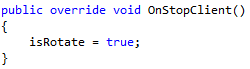 public override void OnStopClient()
{
    isRotate = true;
}